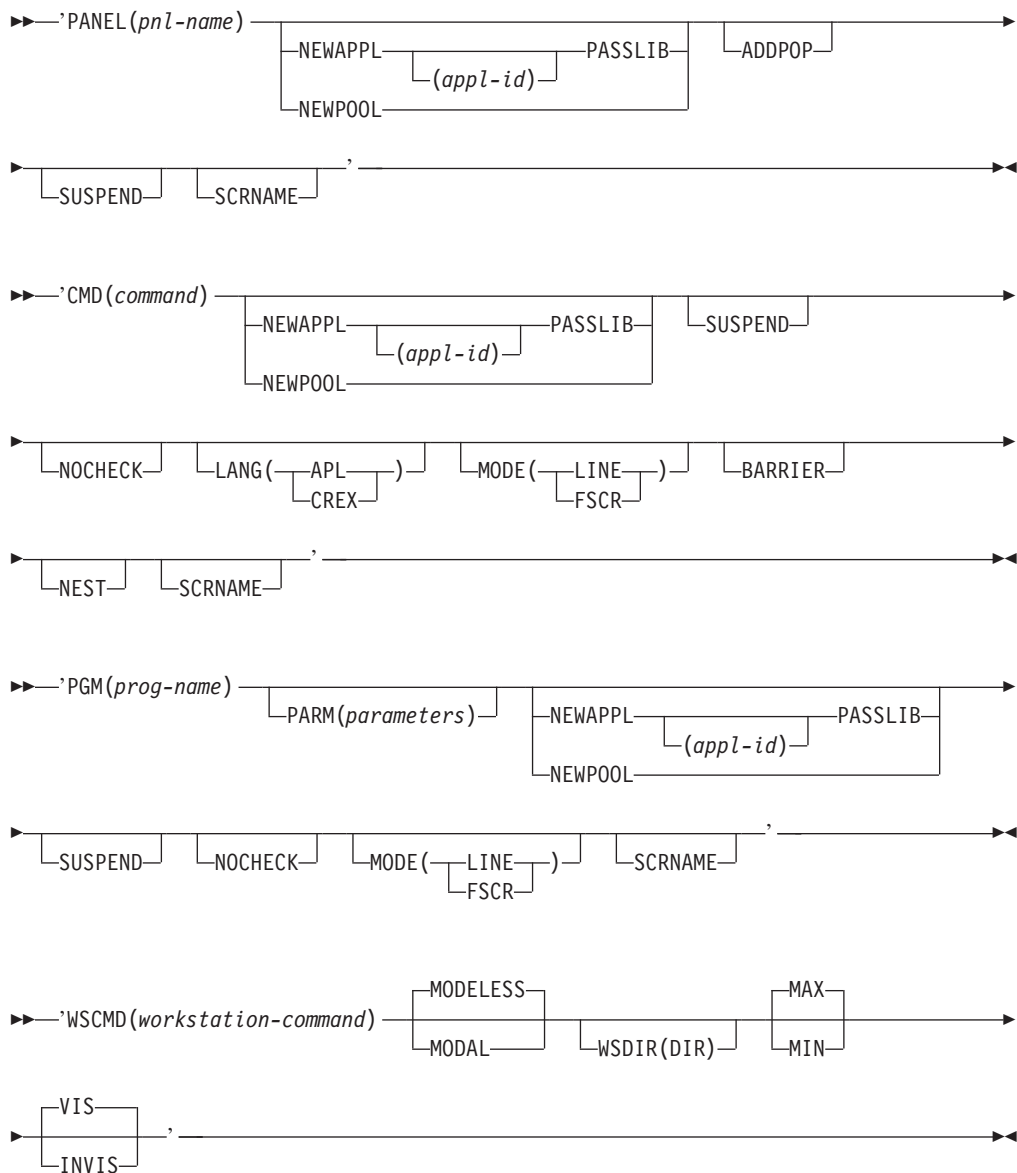 ’PANEL(pnl-name)
NEWAPPL PASSLIB ADDPOP
(appl-id)
NEWPOOL
’
SUSPEND SCRNAME
’CMD(command)
NEWAPPL PASSLIB SUSPEND
(appl-id)
NEWPOOL
NOCHECK LANG( APL ) MODE( LINE ) BARRIER
CREX FSCR
’
NEST SCRNAME
’PGM(prog-name)
PARM(parameters) NEWAPPL PASSLIB
(appl-id)
NEWPOOL
’
SUSPEND NOCHECK MODE( LINE ) SCRNAME
FSCR
MODELESS MAX
’WSCMD(workstation-command)
MODAL WSDIR(DIR) MIN
VIS
’
INVIS